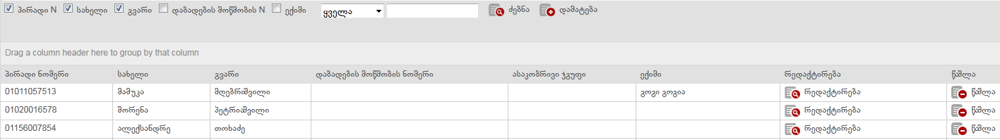 პირადი N სახელი გვარი დაბადების მოწმობის N ექიმი ყველა ძებნა დამატება
Drag a column header here to group by that column
პირადი ნომერი სახელი გვარი დაბადების მოწმობის ნომერი ასაკობრივი ჯგუფი ექიმი რედაქტირება წაშლა
01011057513 მამუკა მღებრიშვილი გოგი გოგია რედაქტირება წაშლა
01020016578 შორენა პეტრიაშვილი რედაქტირება წაშლა
01156007854 ალექსანდრე თოხაძე რედაქტირება წაშლა